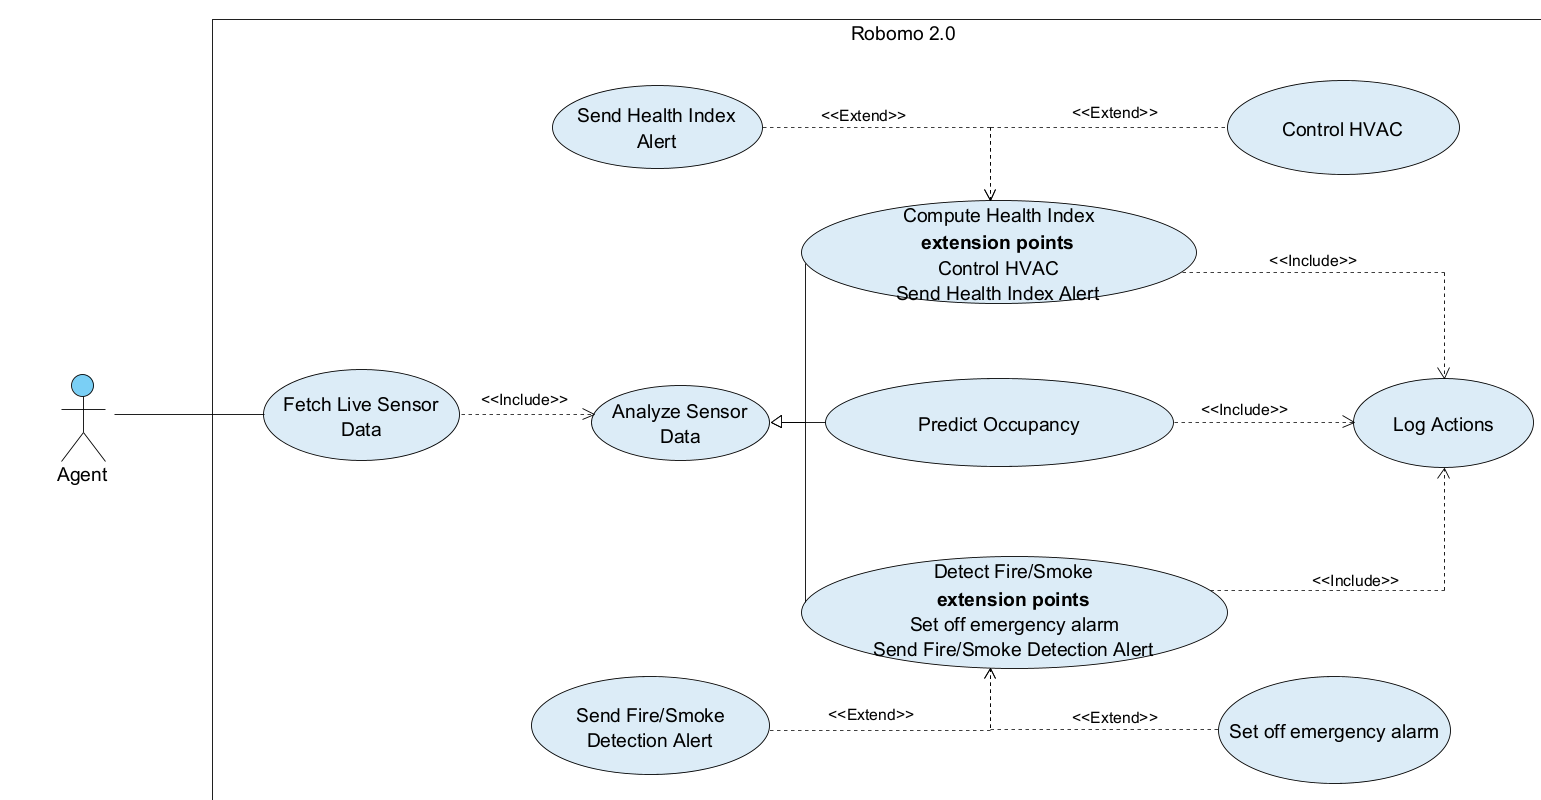 Robomo 2.0
Send Health Index
Alert
<<Extend>>
<<Extend>>
Control HVAC
Compute Health Index
extension points
Control HVAC
Send Health Index Alert
<<Include>>
Agent
Fetch Live Sensor
Data
<<Include>>
Analyze Sensor
Data
Predict Occupancy
<<Include>>
Log Actions
Detect Fire/Smoke
extension points
Set off emergency alarm
Send Fire/Smoke Detection Alert
<<Include>>
Send Fire/Smoke
Detection Alert
<<Extend>>
<<Extend>>
Set off emergency alarm